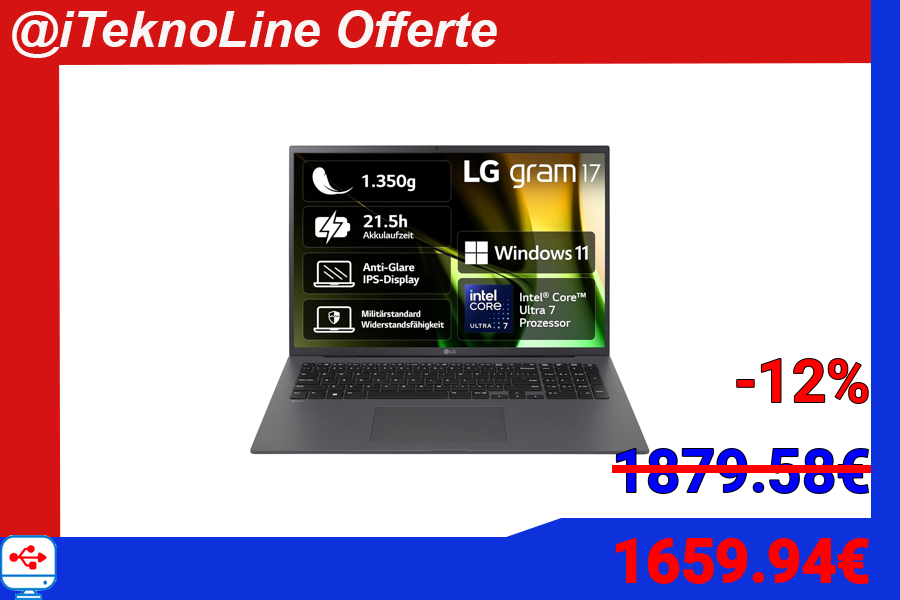 @iTeknoLine Offerte
1.350g
LG gram 17
21.5h
Akkulaufzeit
Windows 11
Anti-Glare
IPS-Display
intel
CORE
ULTRA 7
Intel® Core™
Ultra 7
Prozessor
Militärstandard
Widerstandsfähigkeit
LG
-12%
1879.58€
1659.94€